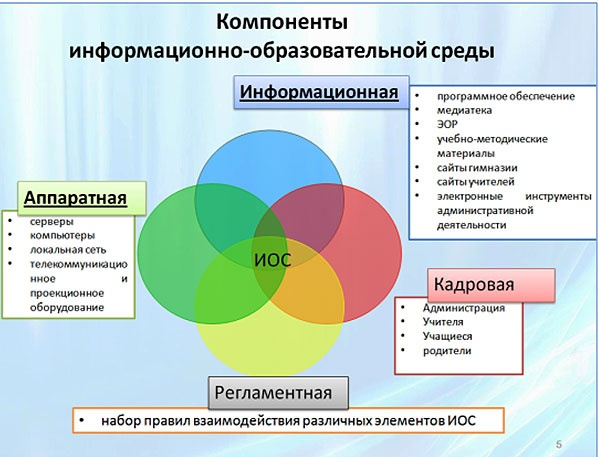 Компоненты
информационно-образовательной среды
Информационная
• программное обеспечение
• медиатека
• ЭОР
• учебно-методические
материалы
• сайты гимназии
• сайты учителей
• электронные инструменты
административной
деятельности
Аппаратная
• серверы
• компьютеры
• локальная сеть
• телекоммуникацио
нное и
проекционное
оборудование
ИОС
Кадровая
• Администрация
• Учителя
• Учащиеся
• родители
Регламентная
• набор правил взаимодействия различных элементов ИОС
5